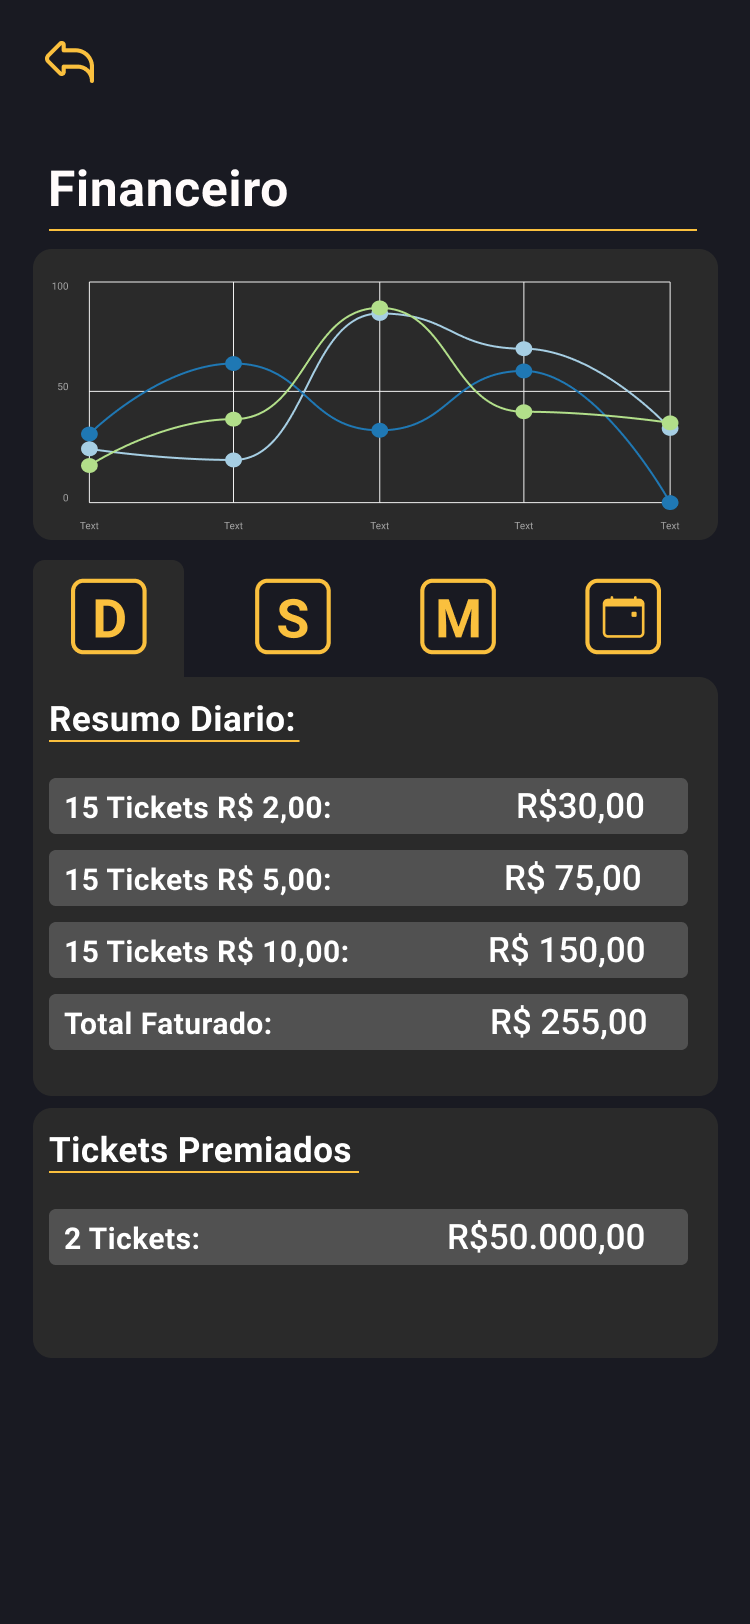 Financeiro
100
50
0
Text Text Text Text Text
D S M
Resumo Diario:
15 Tickets R$ 2,00: R$30,00
15 Tickets R$ 5,00: R$ 75,00
15 Tickets R$ 10,00: R$ 150,00
Total Faturado: R$ 255,00
Tickets Premiados
2 Tickets: R$50.000,00